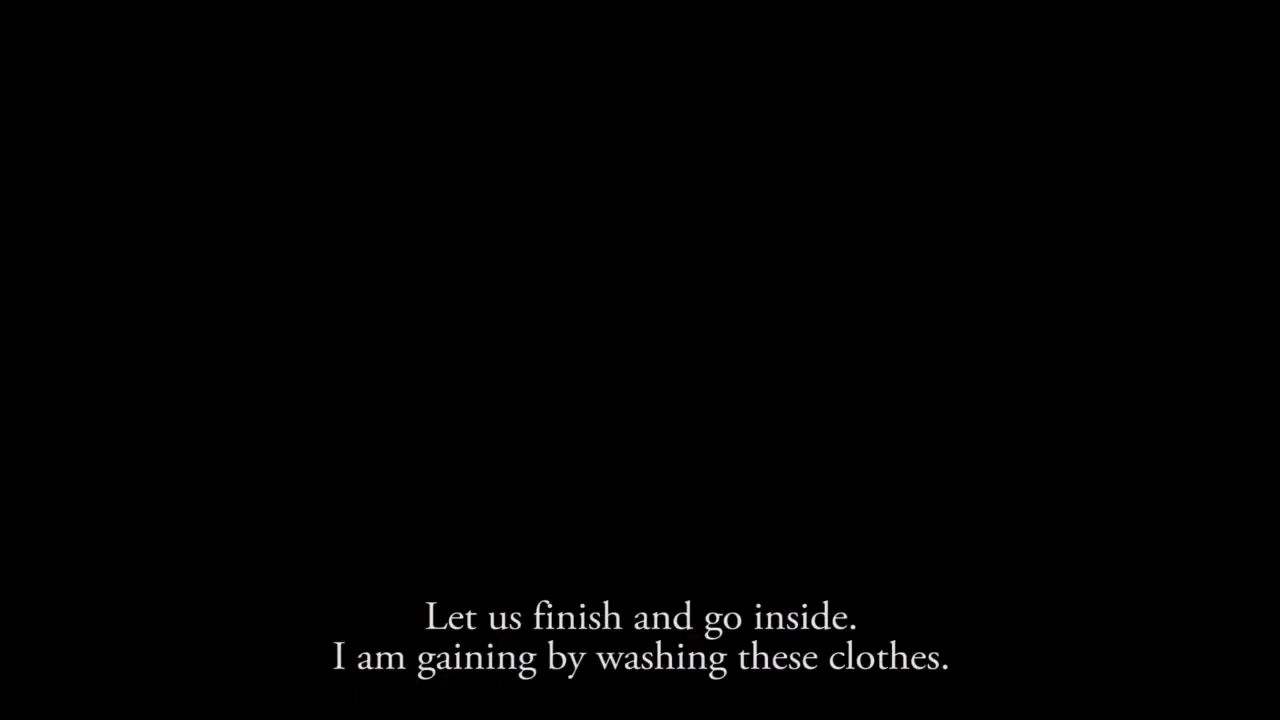 Let us finish and go inside.
I am gaining by washing these clothes.